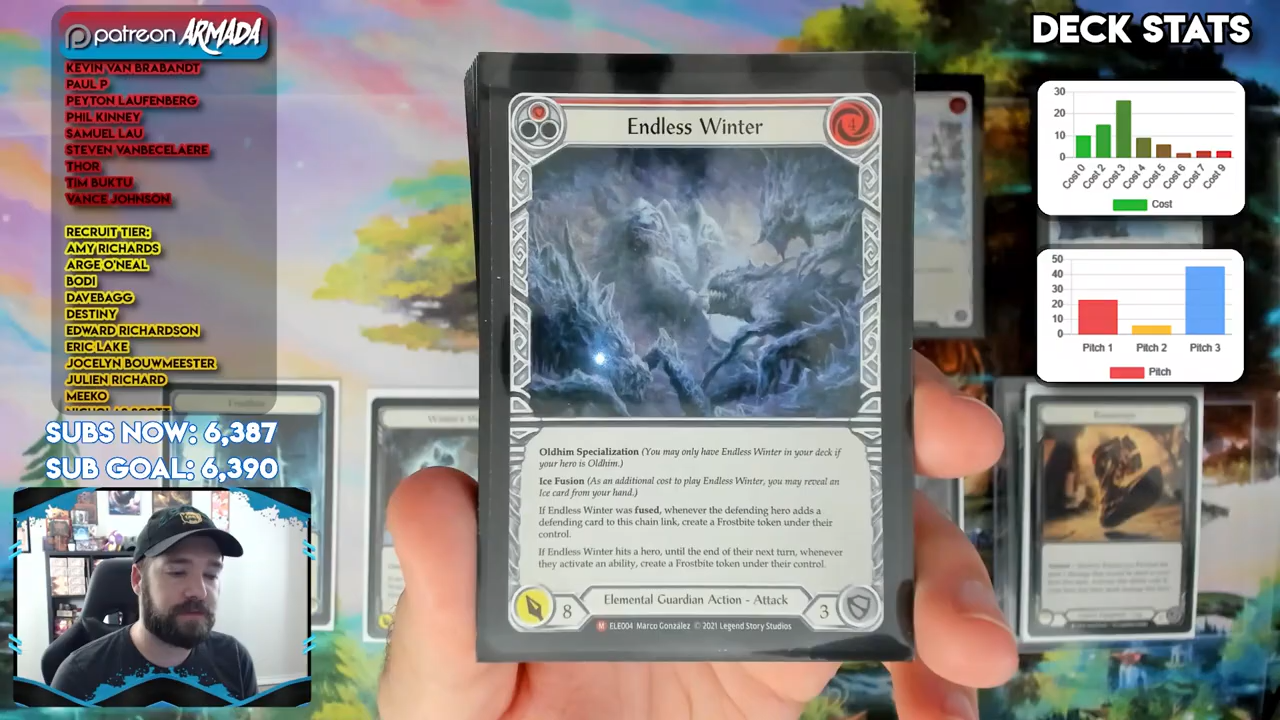 patreon ARMADA
KEVIN VAN BRABANDT
PAUL P
PEYTON LAUFENBERG
PHIL KINNEY
SAMUEL LAU
STEVEN VANBECELAERE
THOR
TIM BUKTU
VANCE JOHNSON
RECRUIT TIER:
AMY RICHARDS
ARGE O'NEAL
BODI
DAVEBAGG
DESTINY
EDWARD RICHARDSON
ERIC LAKE
JOCELYN BOUWMEESTER
JULIEN RICHARD
MEEKO
SUBS NOW: 6,387
SUB GOAL: 6,390
Endless Winter
4
Oldhim Specialization (You may only have Endless Winter in your deck if
your hero is Oldhim.)
Ice Fusion (As an additional cost to play Endless Winter, you may reveal an
Ice card from your hand.)
If Endless Winter was fused, whenever the defending hero adds a
defending card to this chain link, create a Frostbite token under their
control.
If Endless Winter hits a hero, until the end of their next turn, whenever
they activate an ability, create a Frostbite token under their control.
8
Elemental Guardian Action - Attack
3
M ELE004 Marco González © 2021 Legend Story Studios
DECK STATS
30
20
10
0
Cost 0
Cost 2
Cost 3
Cost 4
Cost 5
Cost 6
Cost 7
Cost 9
Cost
50
40
30
20
10
0
Pitch 1
Pitch 2
Pitch 3
Pitch